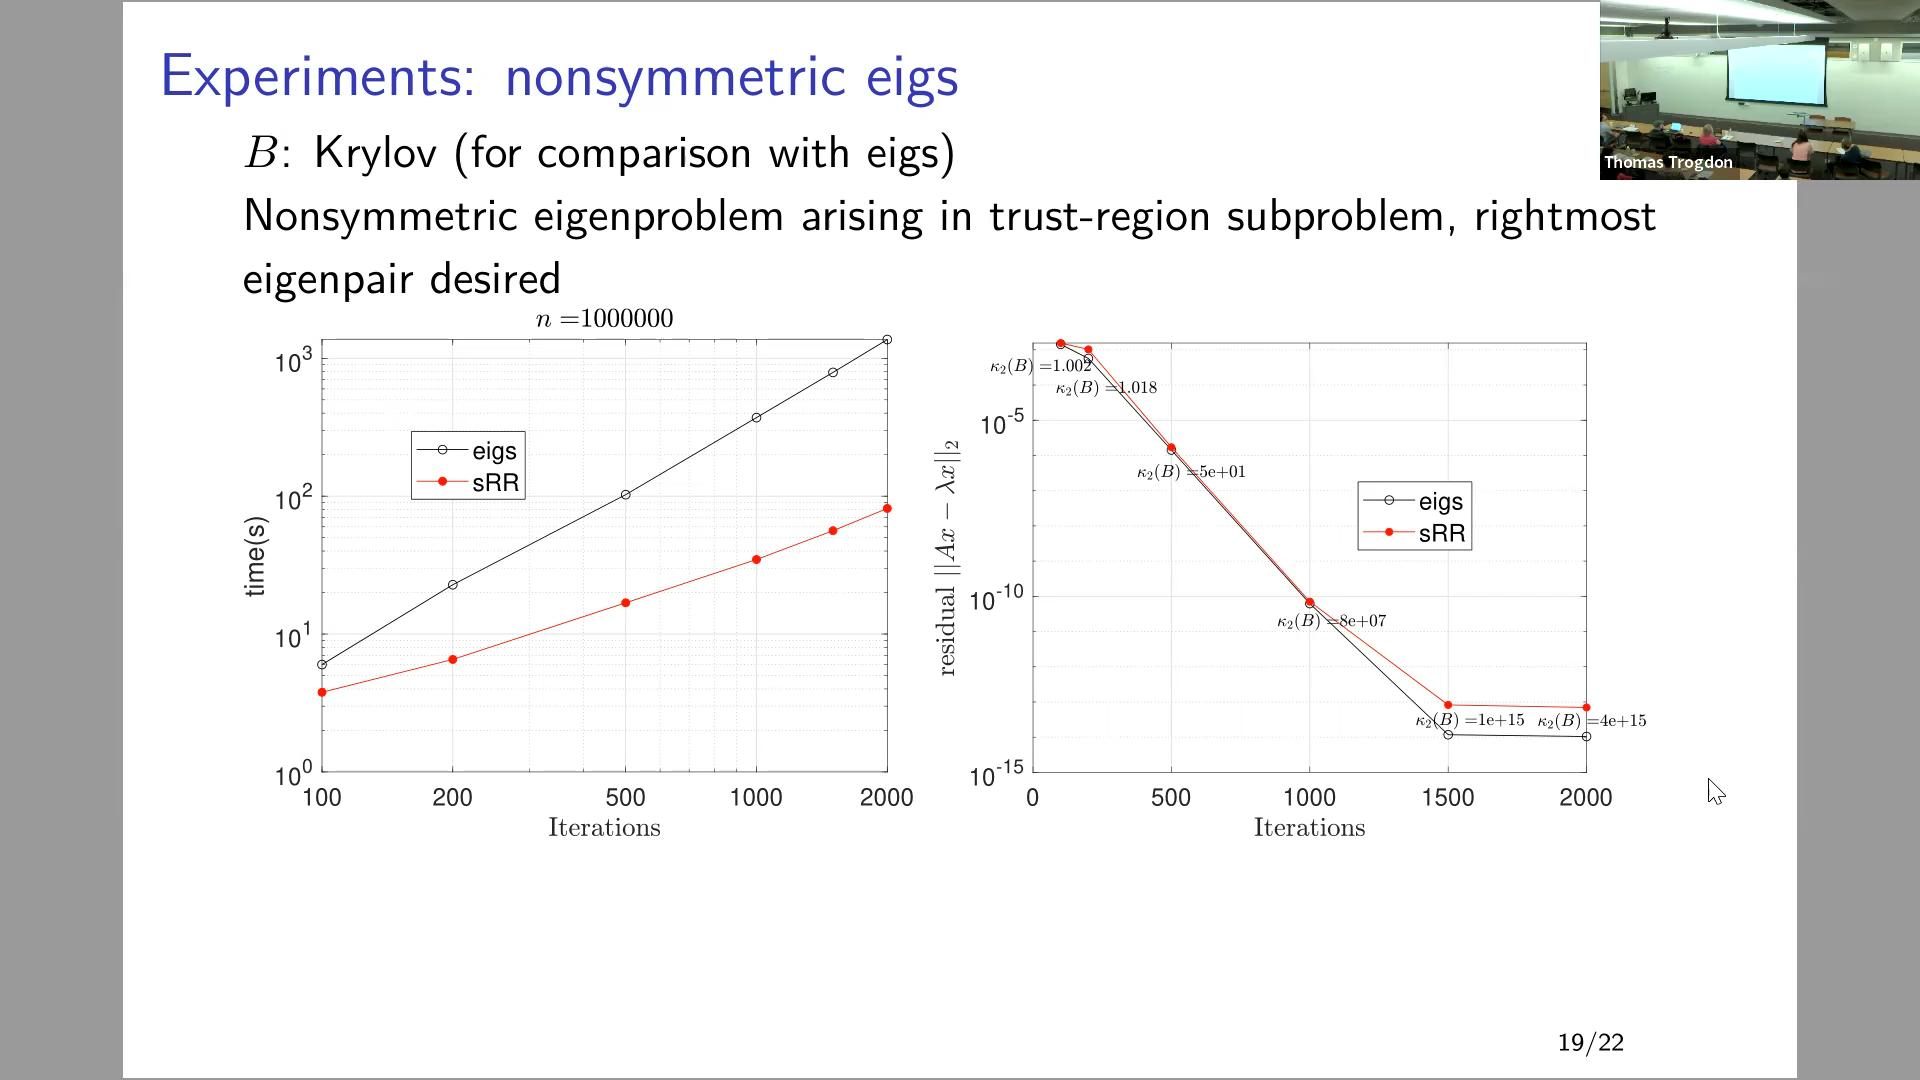 Experiments: nonsymmetric eigs
Thomas Trogdon
B: Krylov (for comparison with eigs)
Nonsymmetric eigenproblem arising in trust-region subproblem, rightmost
eigenpair desired
n =1000000
10^3
10^2
10^1
10^0
time(s)
eigs
sRR
100 200 500 1000 2000
Iterations
κ₂(B) =1.002
κ₂(B) =1.018
κ₂(B) =5e+01
κ₂(B) =8e+07
κ₂(B) =1e+15 κ₂(B) =4e+15
10^-5
10^-10
10^-15
residual ||Ax − λx||₂
eigs
sRR
0 500 1000 1500 2000
Iterations
19/22